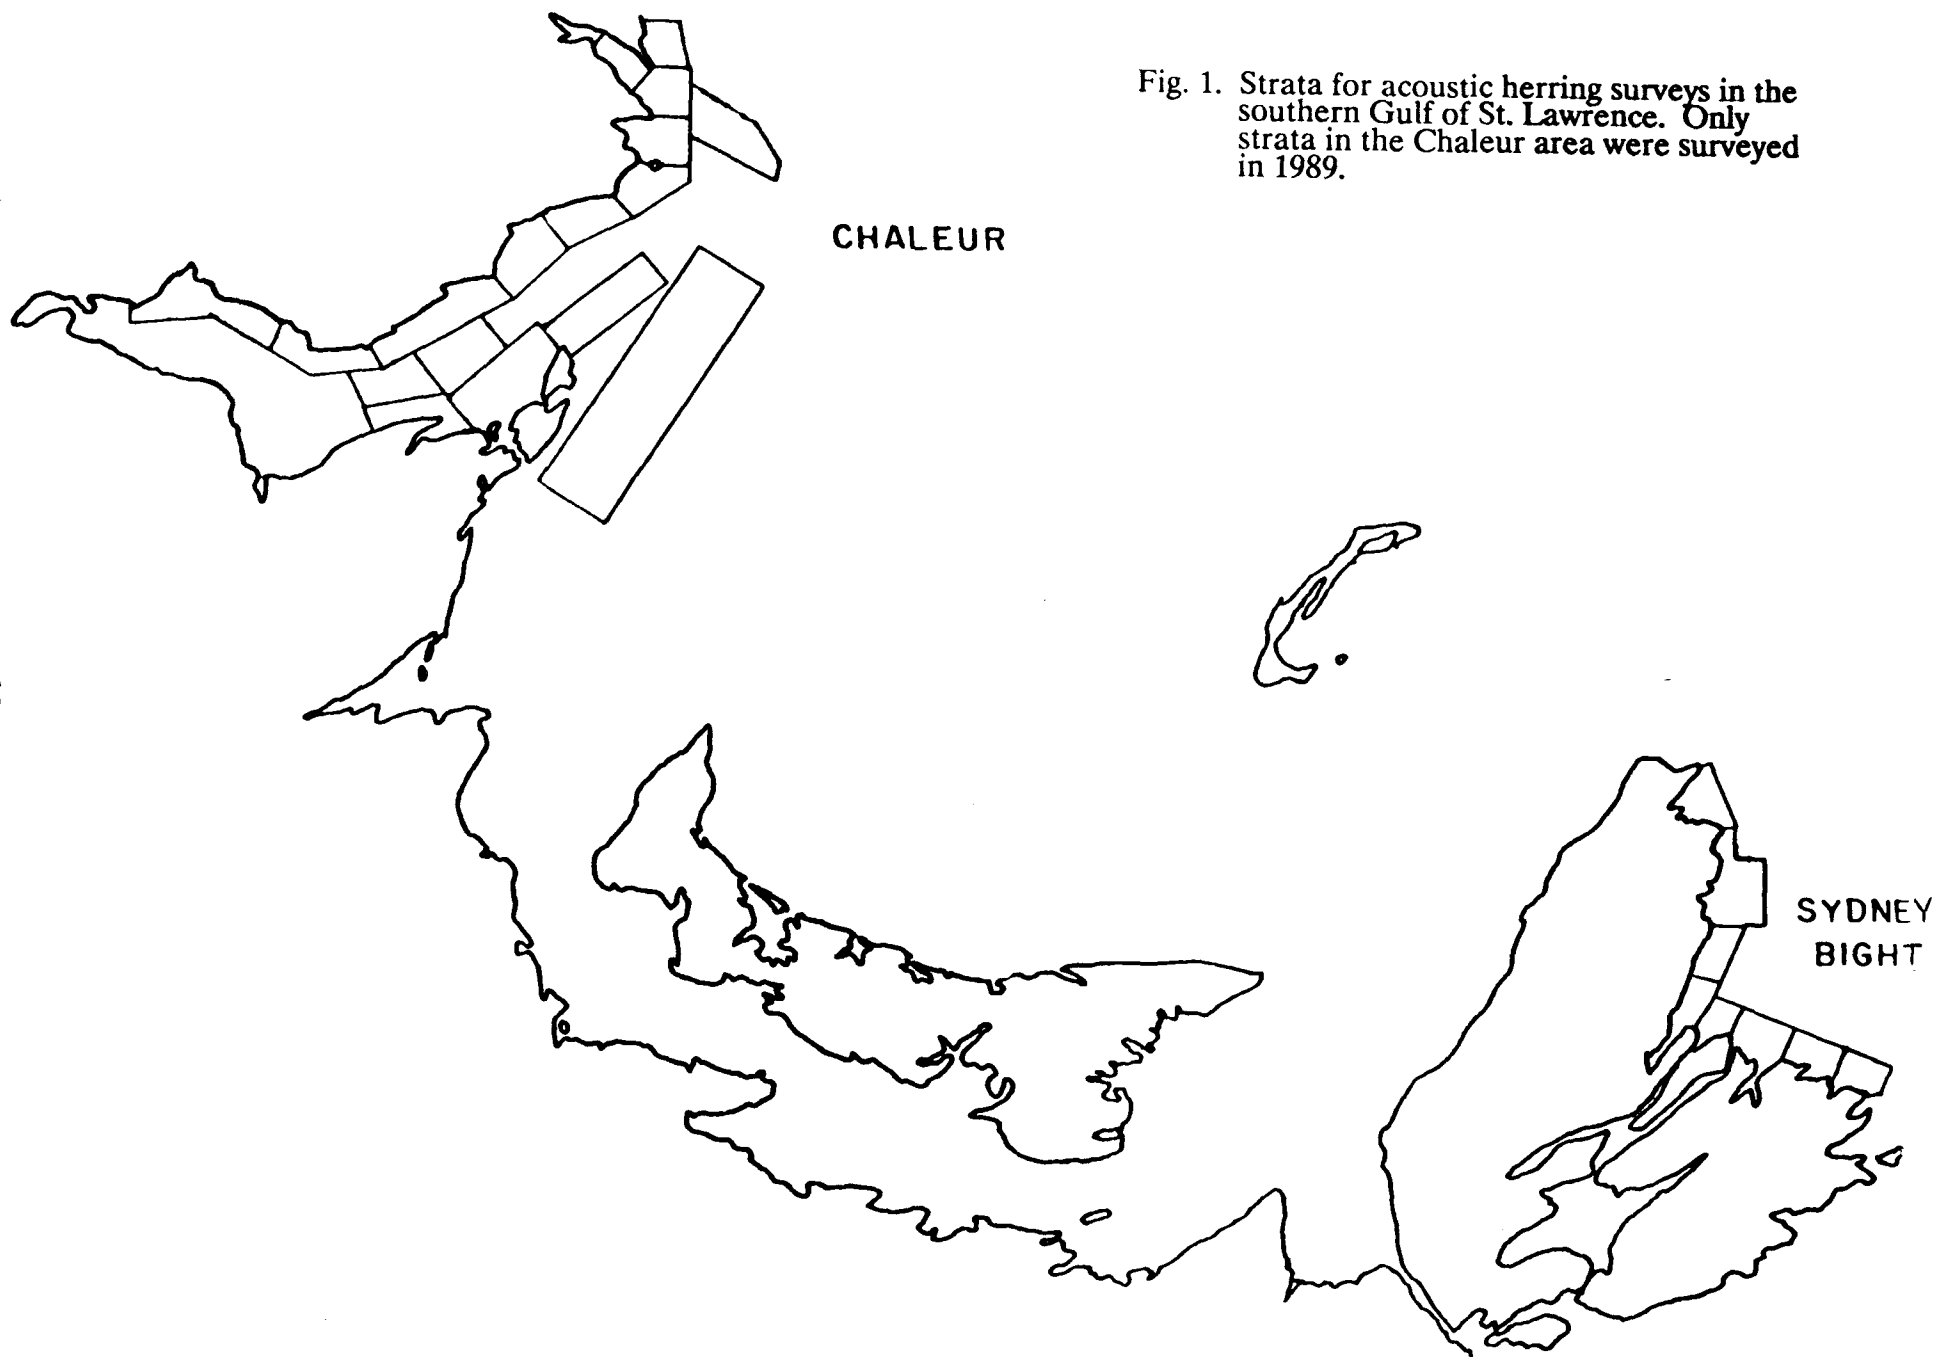 Fig. 1. Strata for acoustic herring surveys in the
southern Gulf of St. Lawrence. Only
strata in the Chaleur area were surveyed
in 1989.
CHALEUR
SYDNEY
BIGHT